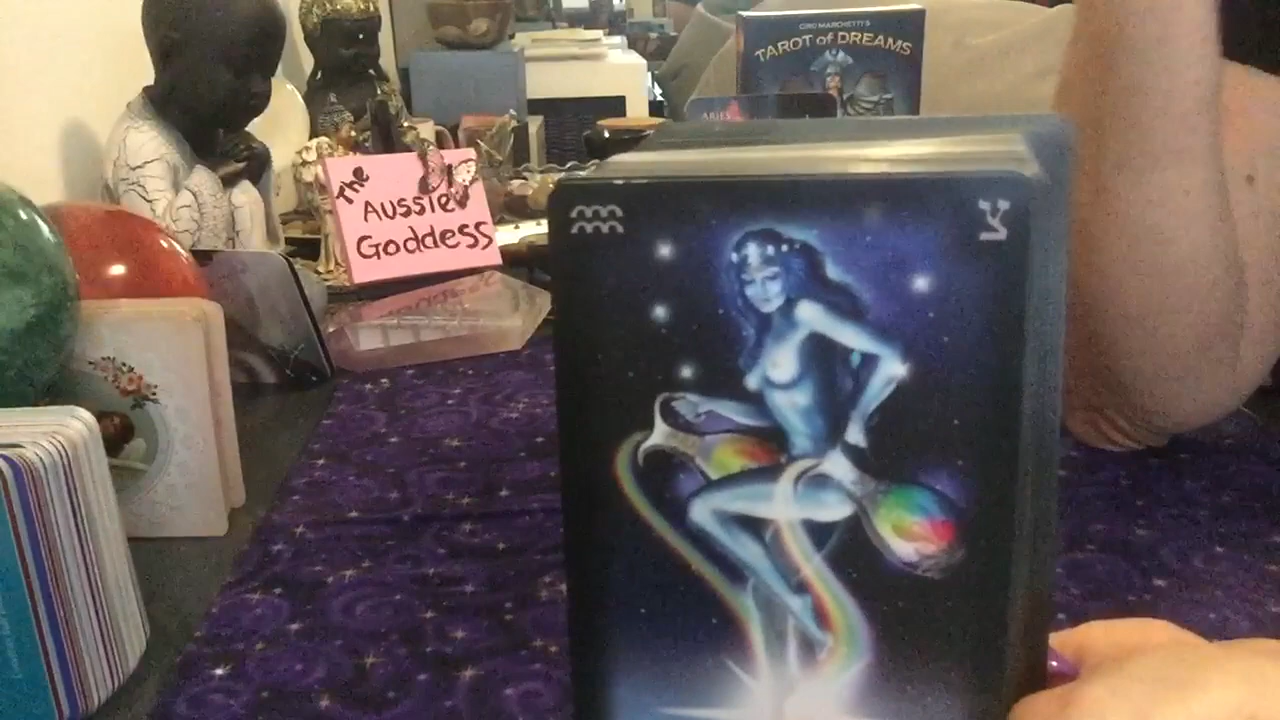 CIRO MARCHETTI'S
TAROT of DREAMS
ARIES
The
AUSSIE
GODDESS
♒
צ